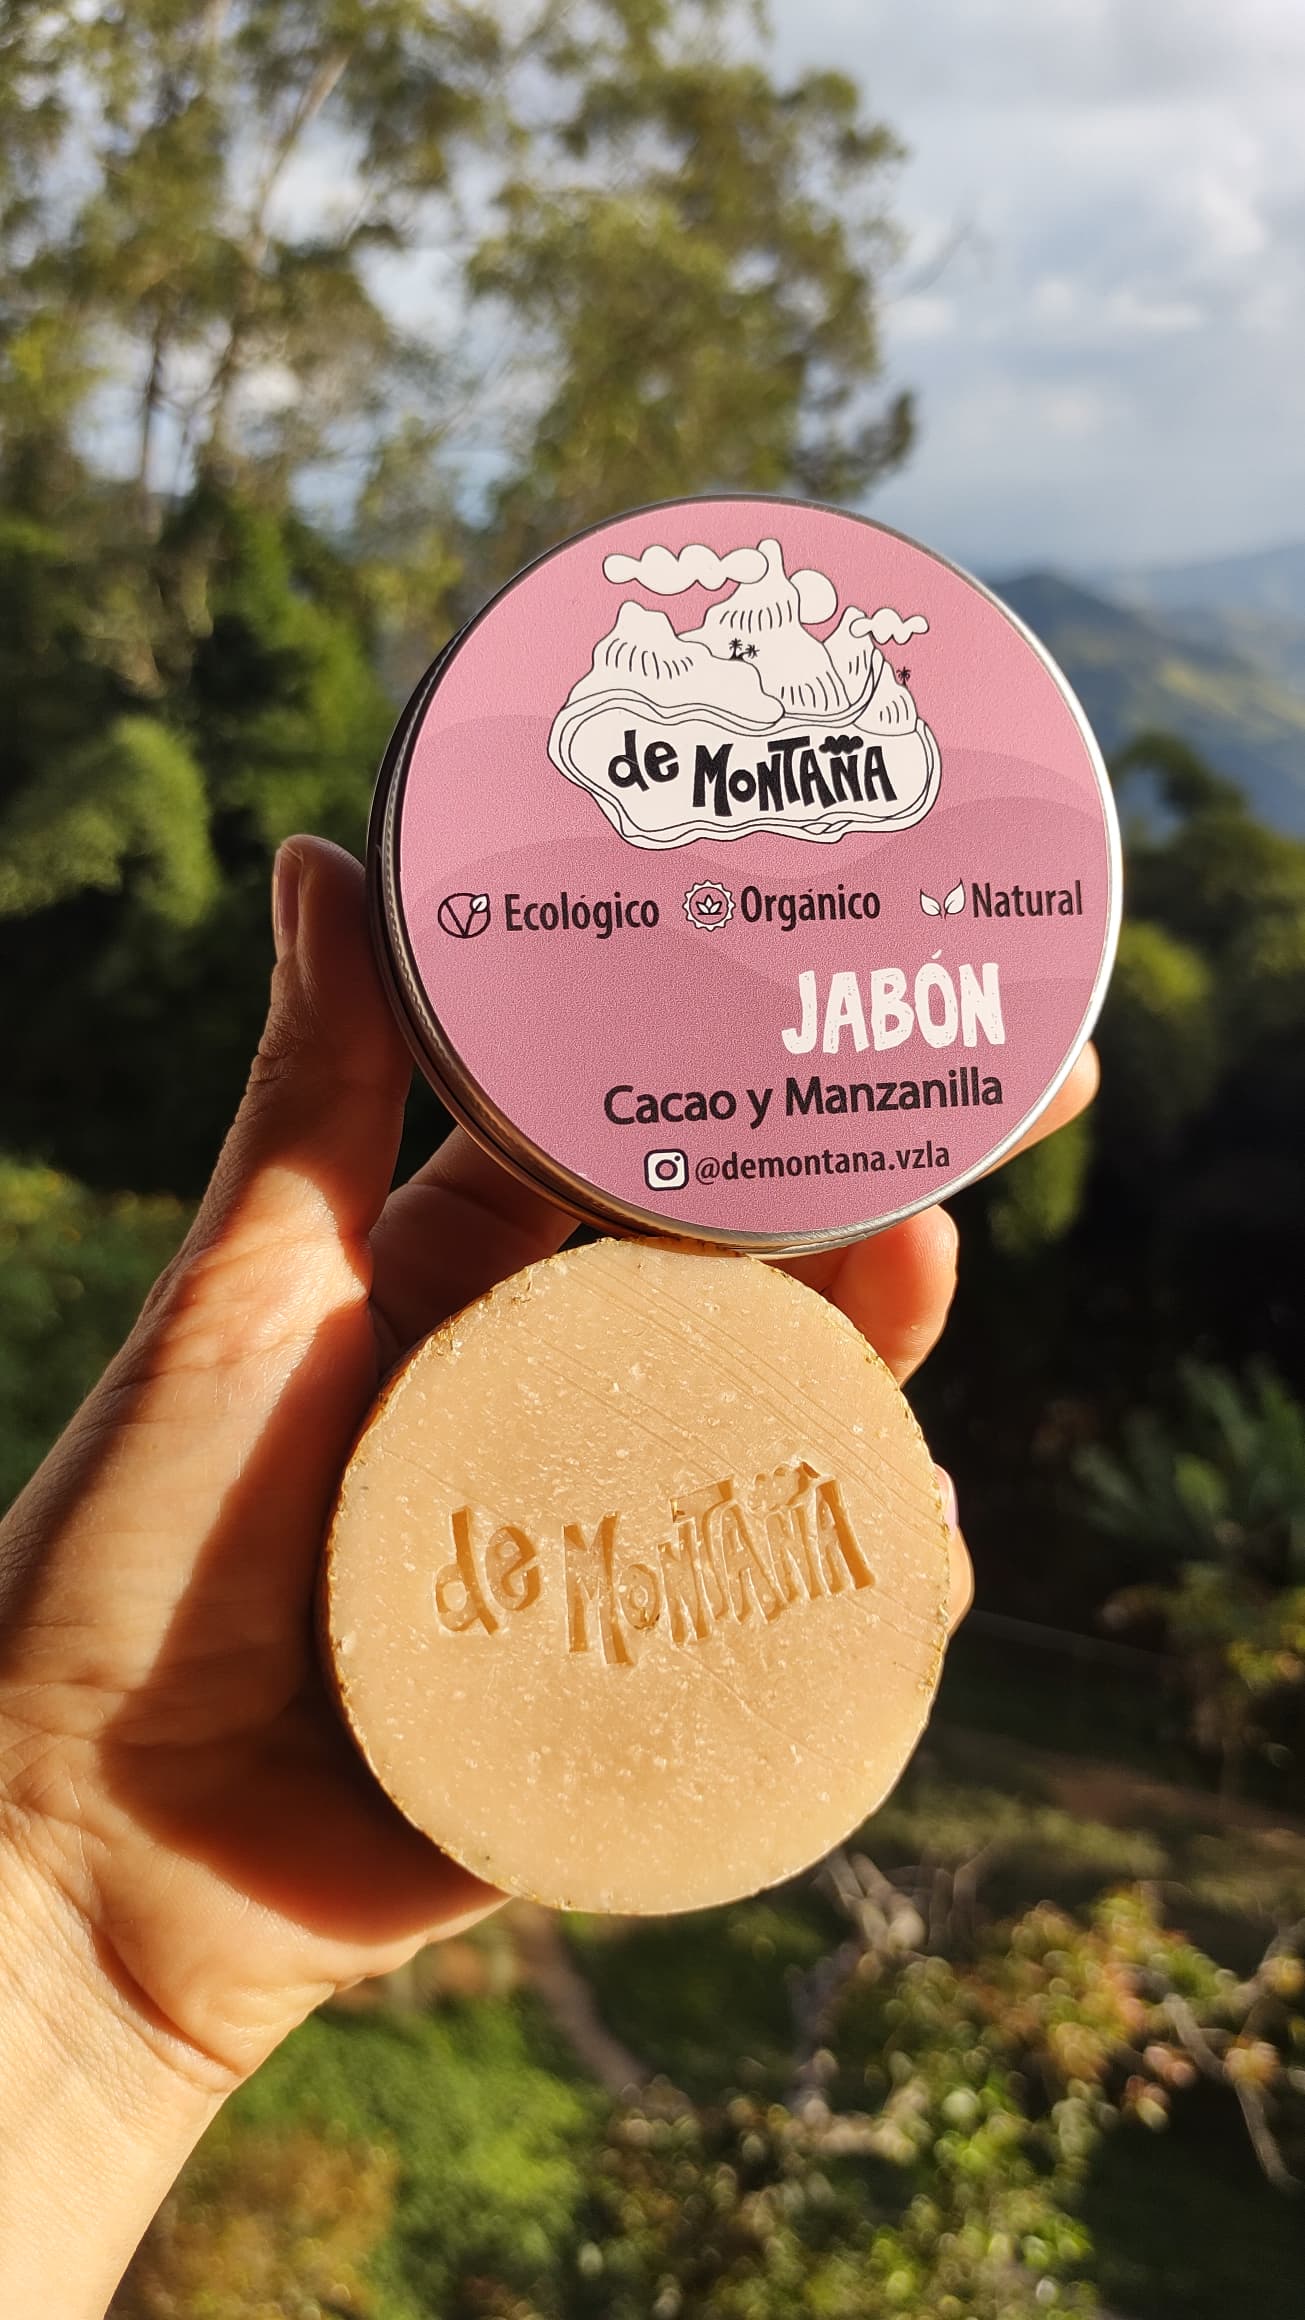 de MONTAÑA
Ecológico Orgánico Natural
JABÓN
Cacao y Manzanilla
@demontana.vzla
de MONTAÑA